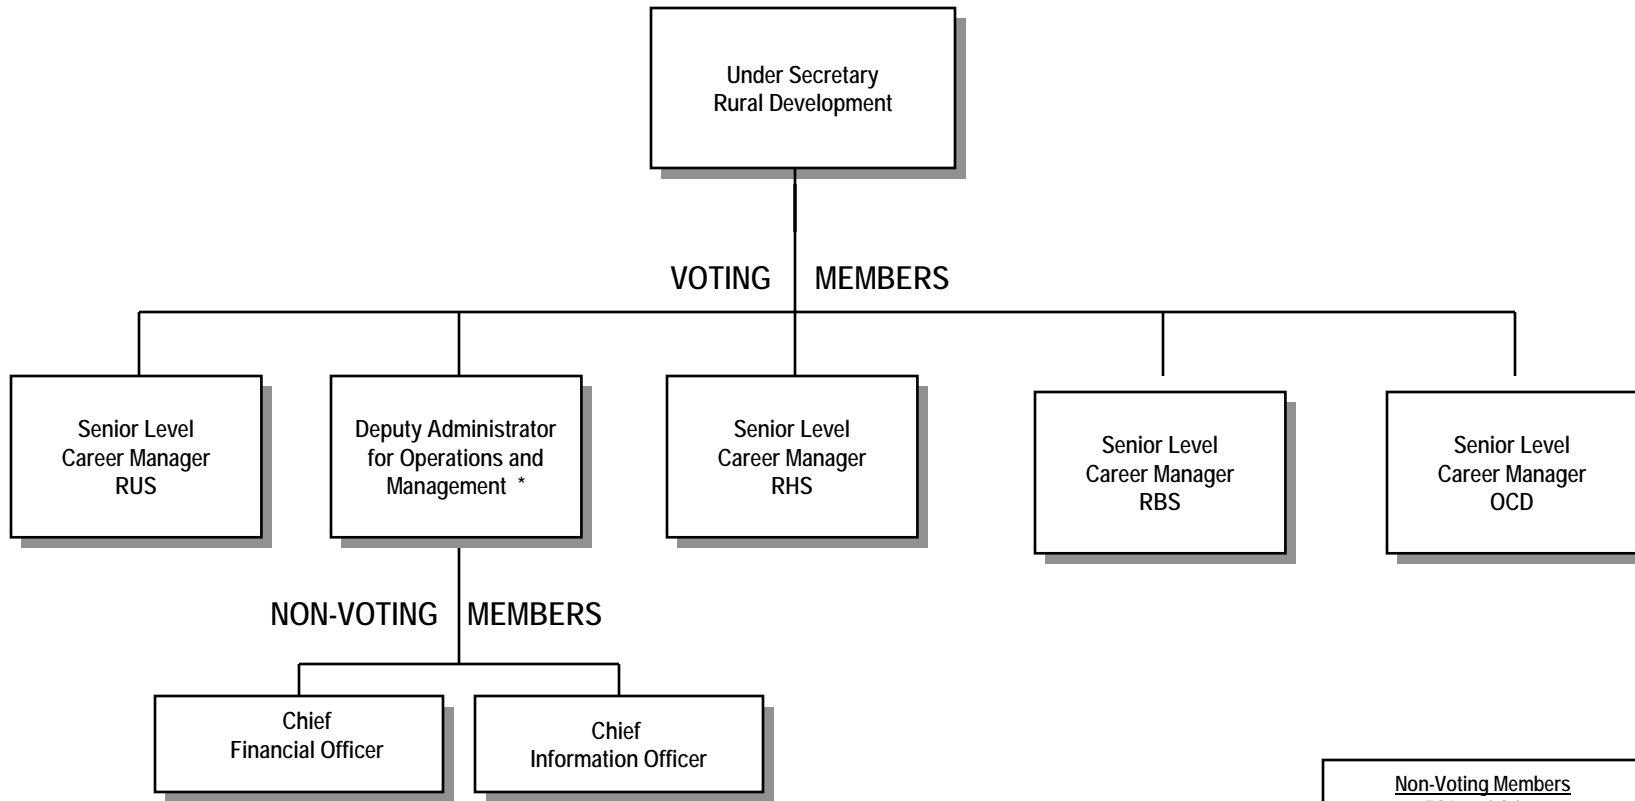 Under Secretary
Rural Development
VOTING MEMBERS
Senior Level
Career Manager
RUS
Deputy Administrator
for Operations and
Management *
Senior Level
Career Manager
RHS
Senior Level
Career Manager
RBS
Senior Level
Career Manager
OCD
NON-VOTING MEMBERS
Chief
Financial Officer
Chief
Information Officer
Non-Voting Members